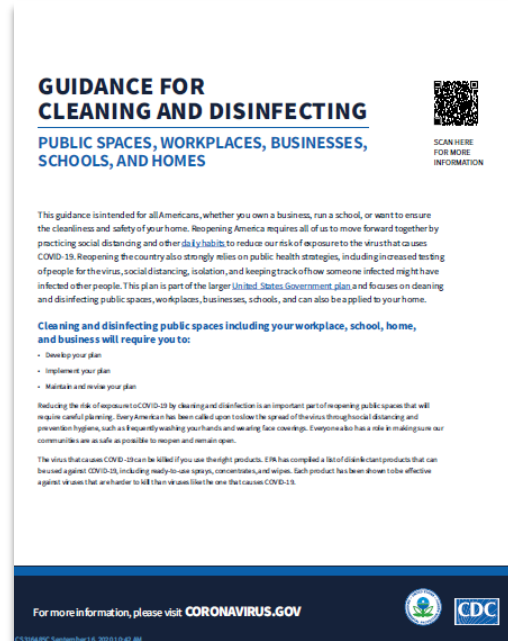 GUIDANCE FOR
CLEANING AND DISINFECTING
PUBLIC SPACES, WORKPLACES, BUSINESSES,
SCHOOLS, AND HOMES
SCAN HERE
FOR MORE
INFORMATION
This guidance is intended for all Americans, whether you own a business, run a school, or want to ensure
the cleanliness and safety of your home. Reopening America requires all of us to move forward together by
practicing social distancing and other daily habits to reduce our risk of exposure to the virus that causes
COVID-19. Reopening the country also strongly relies on public health strategies, including increased testing
of people for the virus, social distancing, isolation, and keeping track of how someone infected might have
infected other people. This plan is part of the larger United States Government plan and focuses on cleaning
and disinfecting public spaces, workplaces, businesses, schools, and can also be applied to your home.
Cleaning and disinfecting public spaces including your workplace, school, home,
and business will require you to:
• Develop your plan
• Implement your plan
• Maintain and revise your plan
Reducing the risk of exposure to COVID-19 by cleaning and disinfection is an important part of reopening public spaces that will
require careful planning. Every American has been called upon to slow the spread of the virus through social distancing and
prevention hygiene, such as frequently washing your hands and wearing face coverings. Everyone also has a role in making sure our
communities are as safe as possible to reopen and remain open.
The virus that causes COVID-19 can be killed if you use the right products. EPA has compiled a list of disinfectant products that can
be used against COVID-19, including ready-to-use sprays, concentrates, and wipes. Each product has been shown to be effective
against viruses that are harder to kill than viruses like the one that causes COVID-19.
For more information, please visit CORONAVIRUS.GOV
CDC
September 16, 2020 10:42 AM